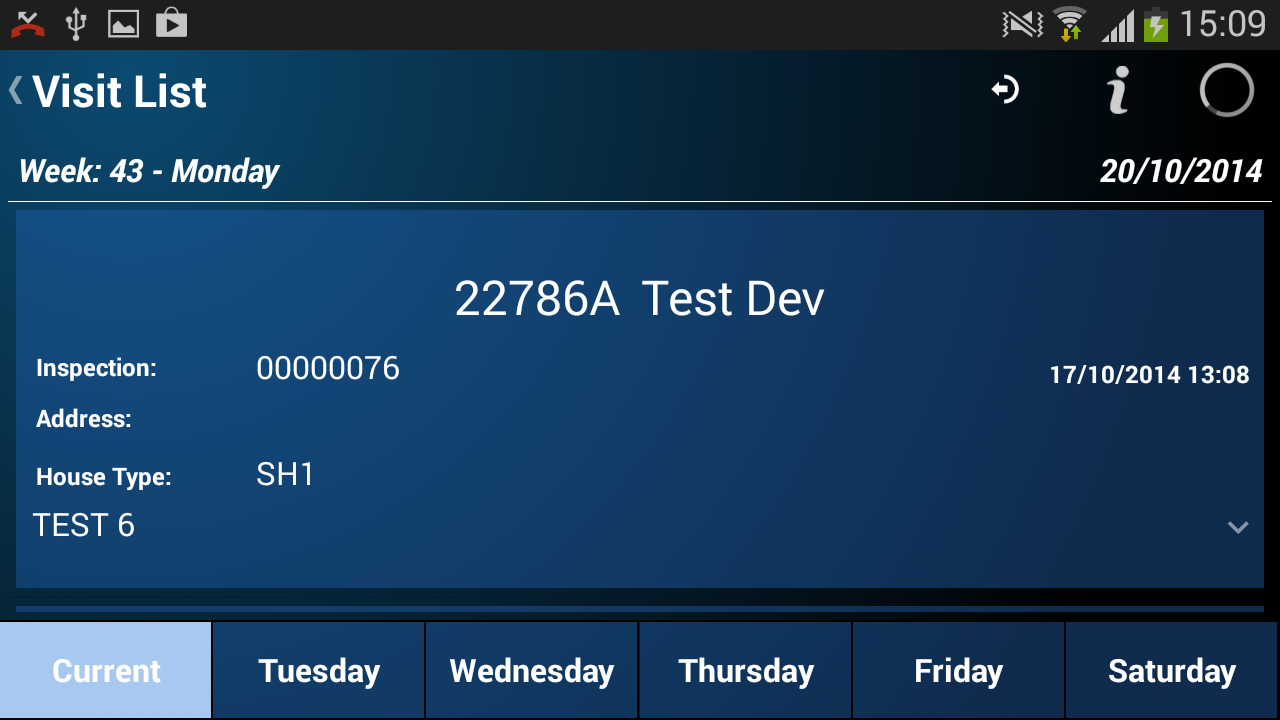 15:09
Visit List
Week: 43 - Monday 20/10/2014
22786A Test Dev
Inspection: 00000076 17/10/2014 13:08
Address:
House Type: SH1
TEST 6
Current Tuesday Wednesday Thursday Friday Saturday